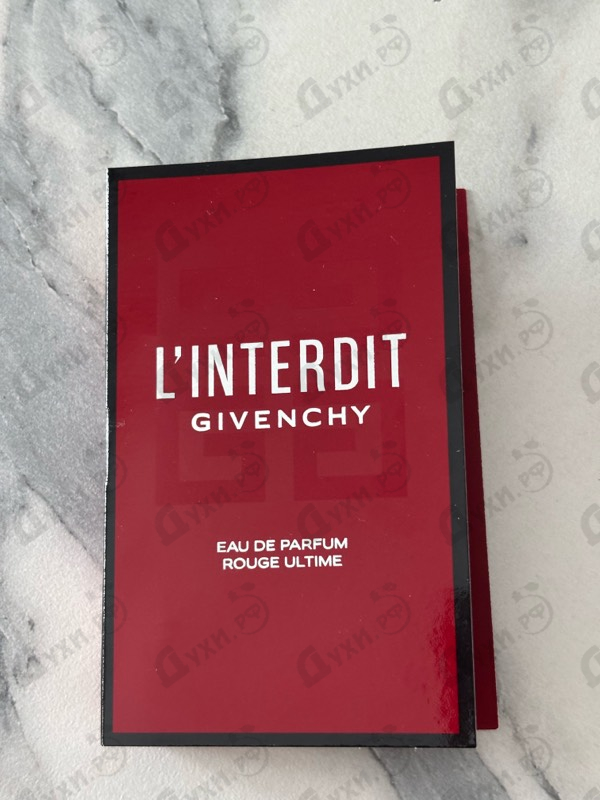 L'INTERDIT
GIVENCHY
EAU DE PARFUM
ROUGE ULTIME
Духи.рф